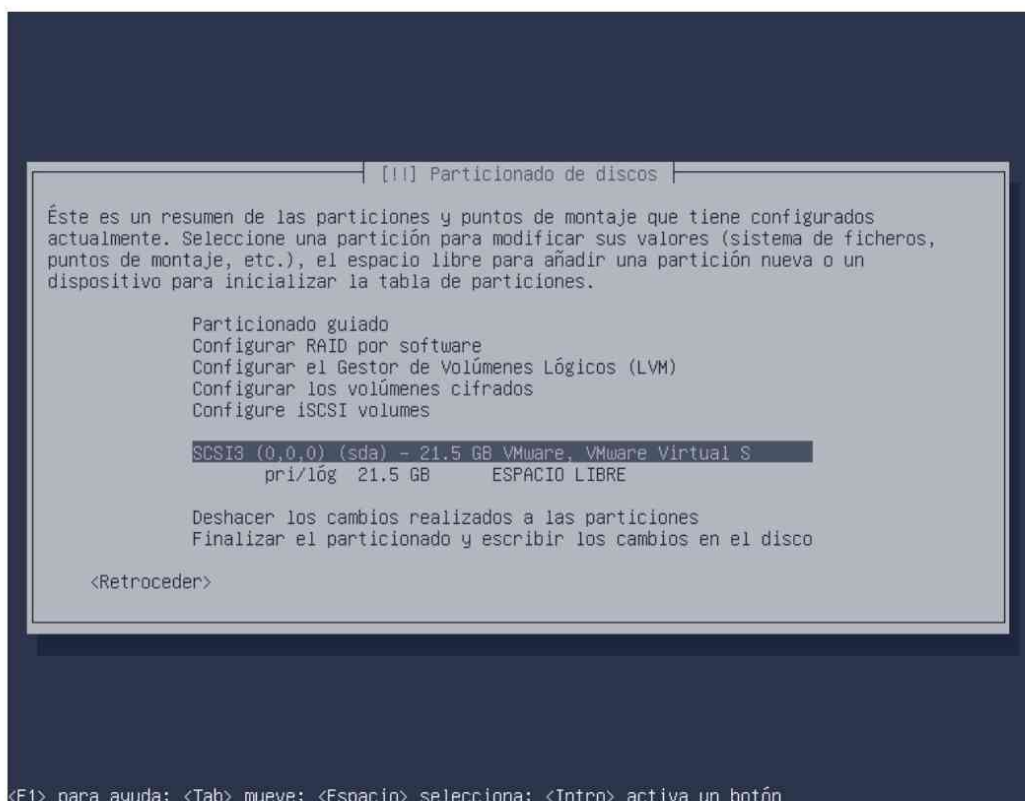 [!!] Particionado de discos
Éste es un resumen de las particiones y puntos de montaje que tiene configurados
actualmente. Seleccione una partición para modificar sus valores (sistema de ficheros,
puntos de montaje, etc.), el espacio libre para añadir una partición nueva o un
dispositivo para inicializar la tabla de particiones.
Particionado guiado
Configurar RAID por software
Configurar el Gestor de Volúmenes Lógicos (LVM)
Configurar los volúmenes cifrados
Configure iSCSI volumes
SCSI3 (0,0,0) (sda) - 21.5 GB VMware, VMware Virtual S
pri/lóg 21.5 GB ESPACIO LIBRE
Deshacer los cambios realizados a las particiones
Finalizar el particionado y escribir los cambios en el disco
<Retroceder>
<F1> para ayuda; <Tab> mueve; <Espacio> selecciona; <Intro> activa un botón